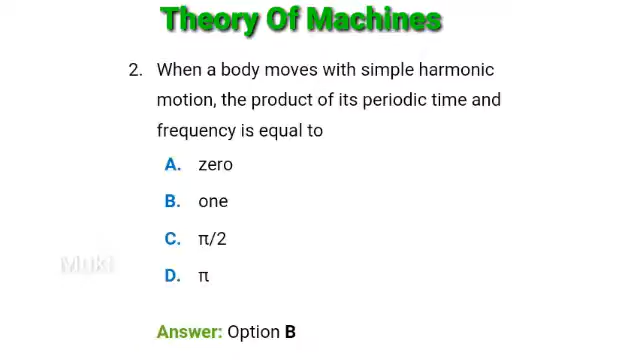 Theory Of Machines
2. When a body moves with simple harmonic
motion, the product of its periodic time and
frequency is equal to
A. zero
B. one
C. π/2
D. π
Answer: Option B